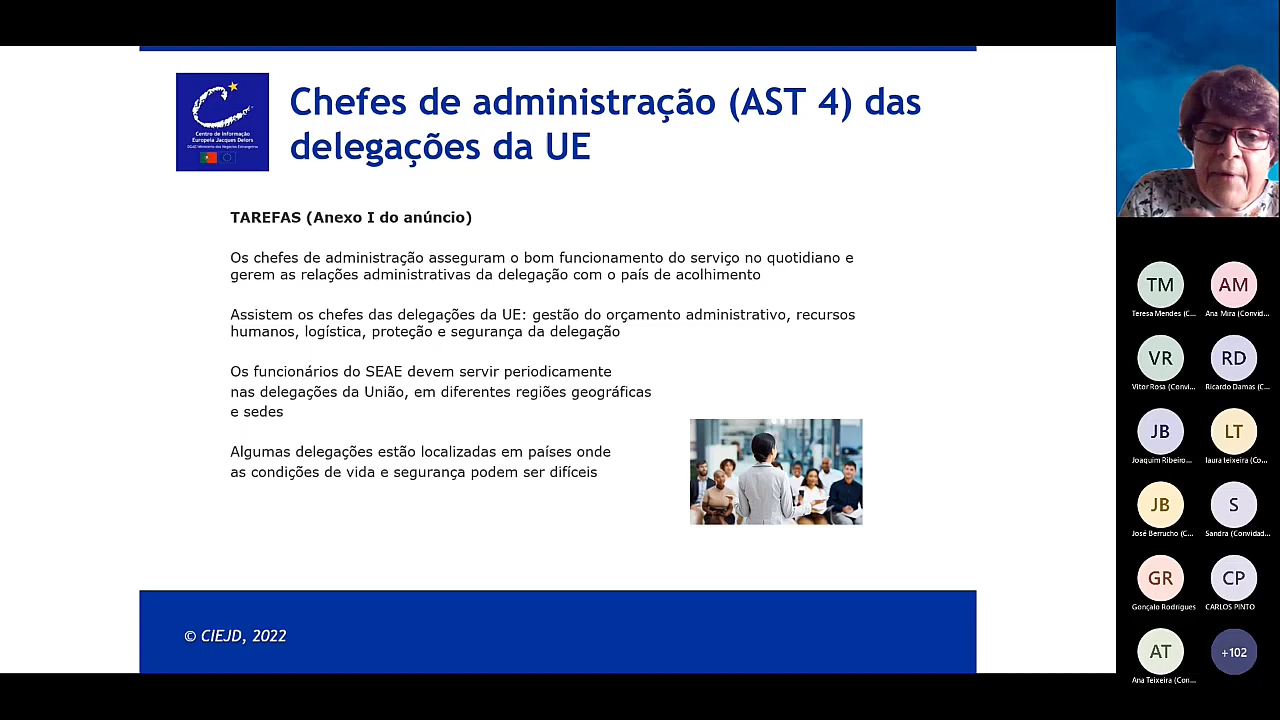 Centro de Informação
Europeia Jacques Delors
DGAE/Ministério dos Negócios Estrangeiros
Chefes de administração (AST 4) das
delegações da UE
TAREFAS (Anexo I do anúncio)
Os chefes de administração asseguram o bom funcionamento do serviço no quotidiano e
gerem as relações administrativas da delegação com o país de acolhimento
Assistem os chefes das delegações da UE: gestão do orçamento administrativo, recursos
humanos, logística, proteção e segurança da delegação
Os funcionários do SEAE devem servir periodicamente
nas delegações da União, em diferentes regiões geográficas
e sedes
Algumas delegações estão localizadas em países onde
as condições de vida e segurança podem ser difíceis
© CIEJD, 2022
TM
Teresa Mendes (C...
AM
Ana Mira (Convid...
VR
Vitor Rosa (Convi...
RD
Ricardo Damas (C...
JB
Joaquim Ribeiro...
LT
laura teixeira (Co...
JB
José Berrucho (C...
S
Sandra (Convidad...
GR
Gonçalo Rodrigues
CP
CARLOS PINTO
AT
Ana Teixeira (Con...
+102